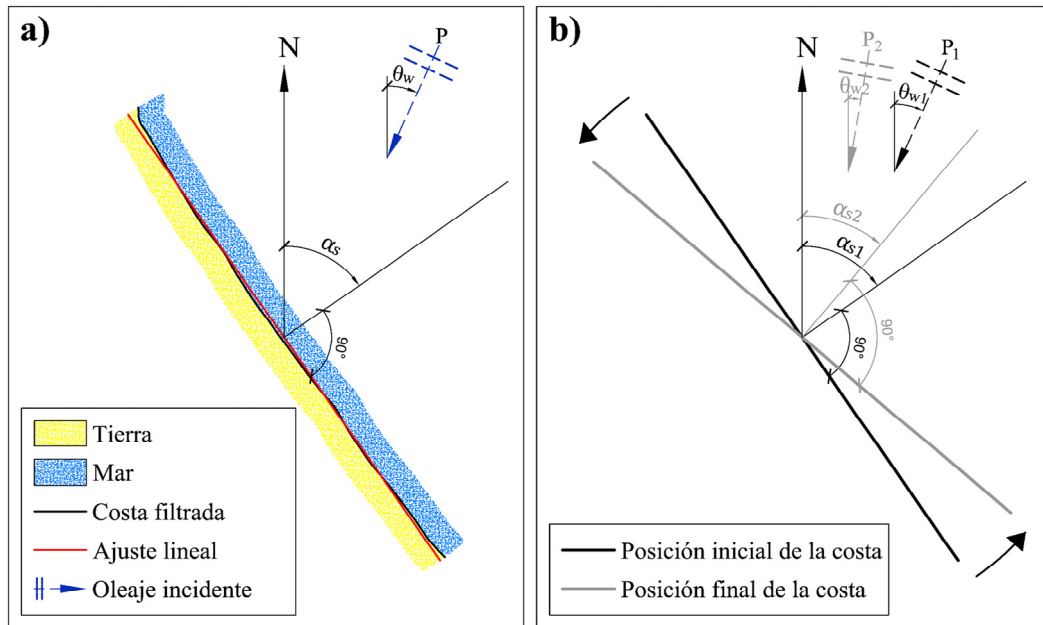 a)
N
P
θw
αs
90°
Tierra
Mar
Costa filtrada
Ajuste lineal
Oleaje incidente
b)
N
P2
P1
θw2
θw1
αs2
αs1
90°
90°
Posición inicial de la costa
Posición final de la costa